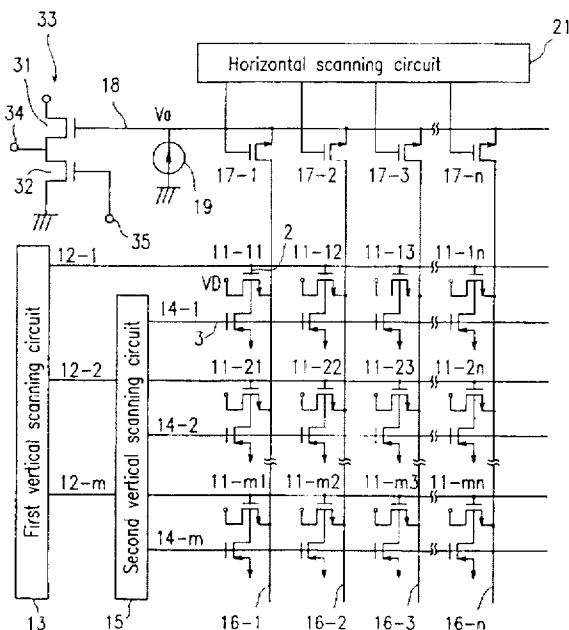 33
21
Horizontal scanning circuit
31
18
Va
34
32
19
35
17-1
17-2
17-3
17-n
12-1
11-11
2
11-12
11-13
11-1n
VD
14-1
3
12-2
11-21
11-22
11-23
11-2n
14-2
12-m
11-m1
11-m2
11-m3
11-mn
14-m
First vertical scanning circuit
Second vertical scanning circuit
13
15
16-1
16-2
16-3
16-n